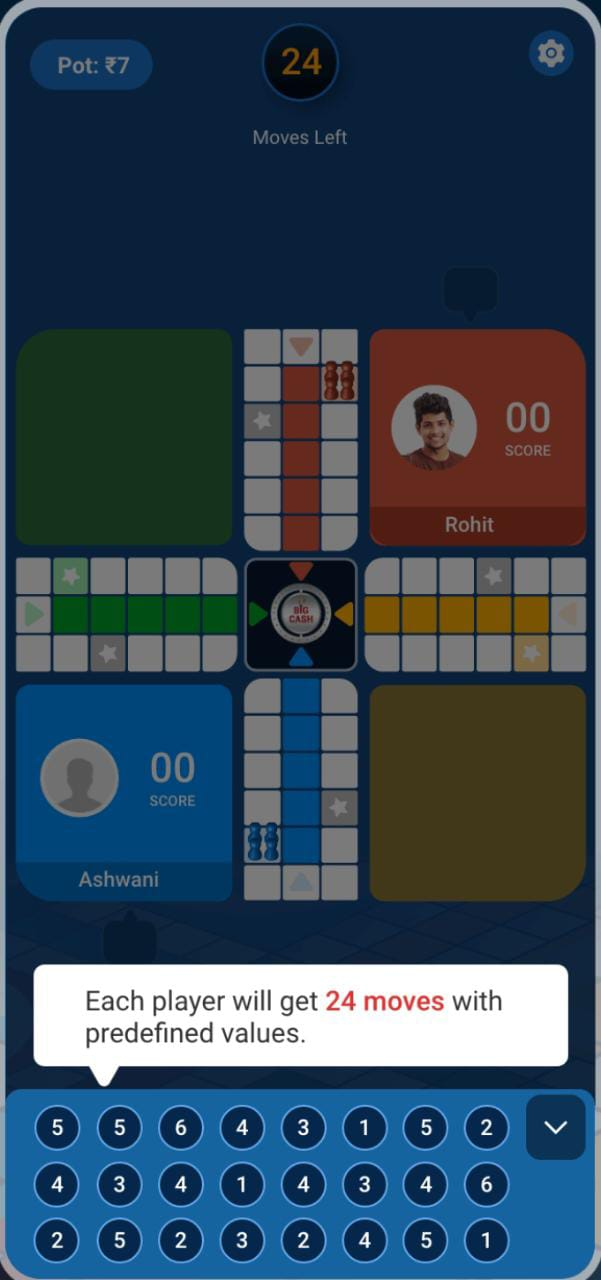 Pot: ₹7
24
Moves Left
00
SCORE
Rohit
BIG
CASH
00
SCORE
Ashwani
Each player will get 24 moves with
predefined values.
5 5 6 4 3 1 5 2
4 3 4 1 4 3 4 6
2 5 2 3 2 4 5 1